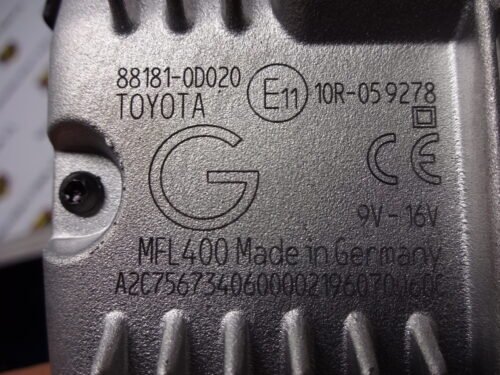 88181-0D020
TOYOTA
E11 10R-059278
G
CE
9V-16V
MFL400 Made in Germany